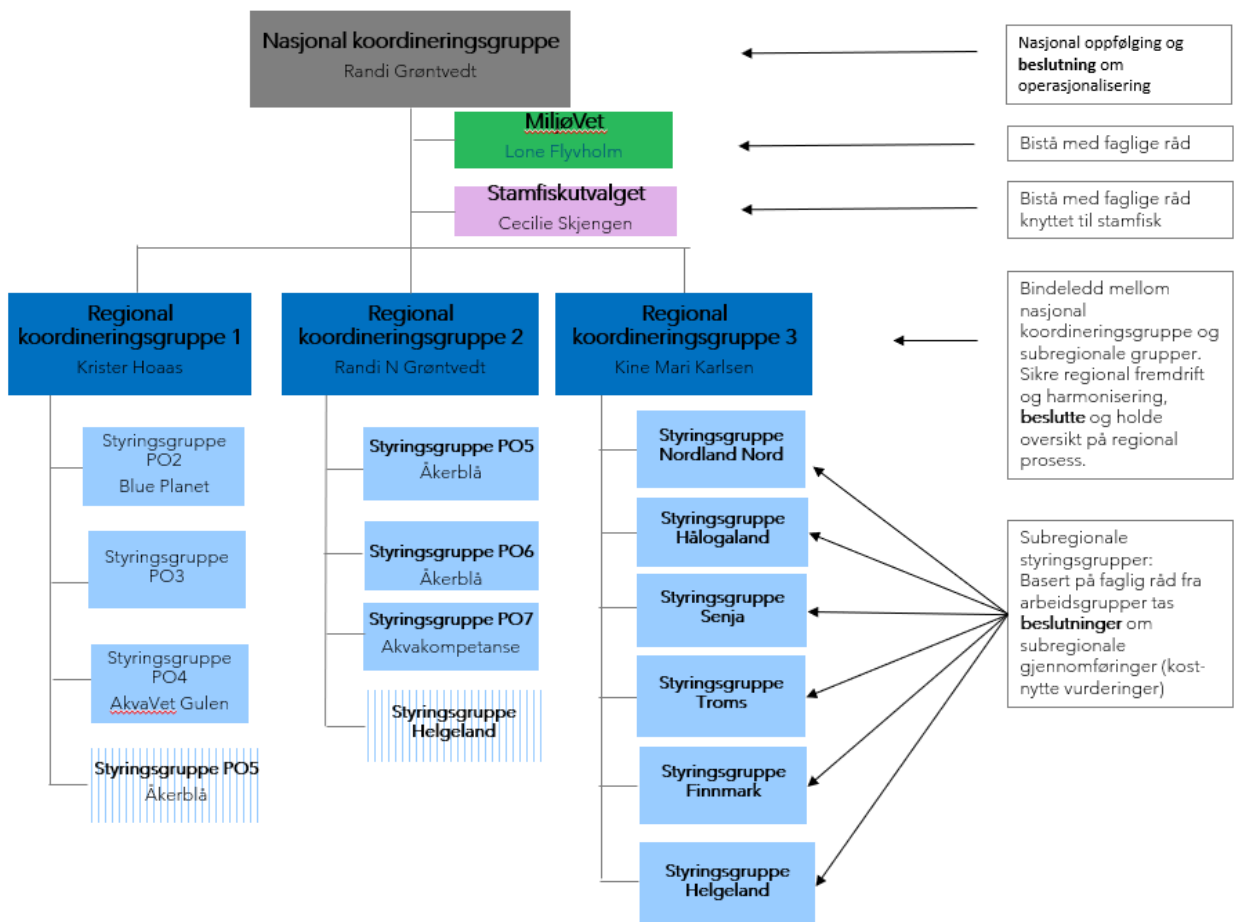 Nasjonal koordineringsgruppe
Randi Grøntvedt
Nasjonal oppfølging og
beslutning om
operasjonalisering
MiljøVet
Lone Flyvholm
Bistå med faglige råd
Stamfiskutvalget
Cecilie Skjengen
Bistå med faglige råd
knyttet til stamfisk
Regional
koordineringsgruppe 1
Krister Hoaas
Regional
koordineringsgruppe 2
Randi N Grøntvedt
Regional
koordineringsgruppe 3
Kine Mari Karlsen
Bindeledd mellom
nasjonal
koordineringsgruppe og
subregionale grupper.
Sikre regional fremdrift
og harmonisering,
beslutte og holde
oversikt på regional
prosess.
Styringsgruppe
PO2
Blue Planet
Styringsgruppe
PO3
Styringsgruppe
PO4
AkvaVet Gulen
Styringsgruppe PO5
Åkerblå
Styringsgruppe PO5
Åkerblå
Styringsgruppe PO6
Åkerblå
Styringsgruppe PO7
Akvakompetanse
Styringsgruppe
Helgeland
Styringsgruppe
Nordland Nord
Styringsgruppe
Hålogaland
Styringsgruppe
Senja
Styringsgruppe
Troms
Styringsgruppe
Finnmark
Styringsgruppe
Helgeland
Subregionale
styringsgrupper:
Basert på faglig råd fra
arbeidsgrupper tas
beslutninger om
subregionale
gjennomføringer (kost-
nytte vurderinger)